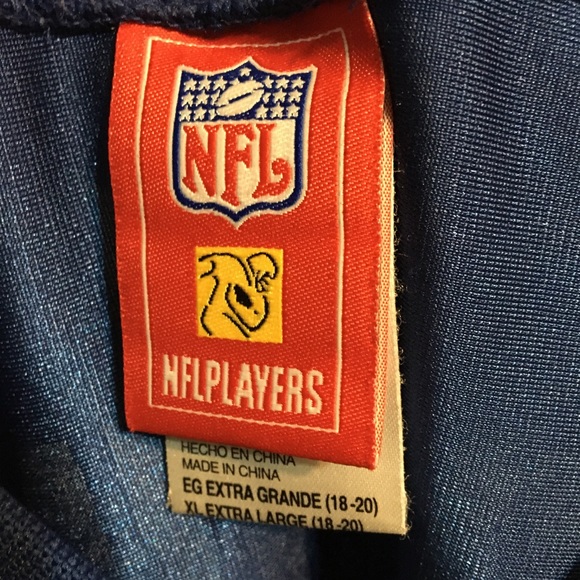 NFL
NFLPLAYERS
HECHO EN CHINA
MADE IN CHINA
EG EXTRA GRANDE (18-20)
XL EXTRA LARGE (18-20)